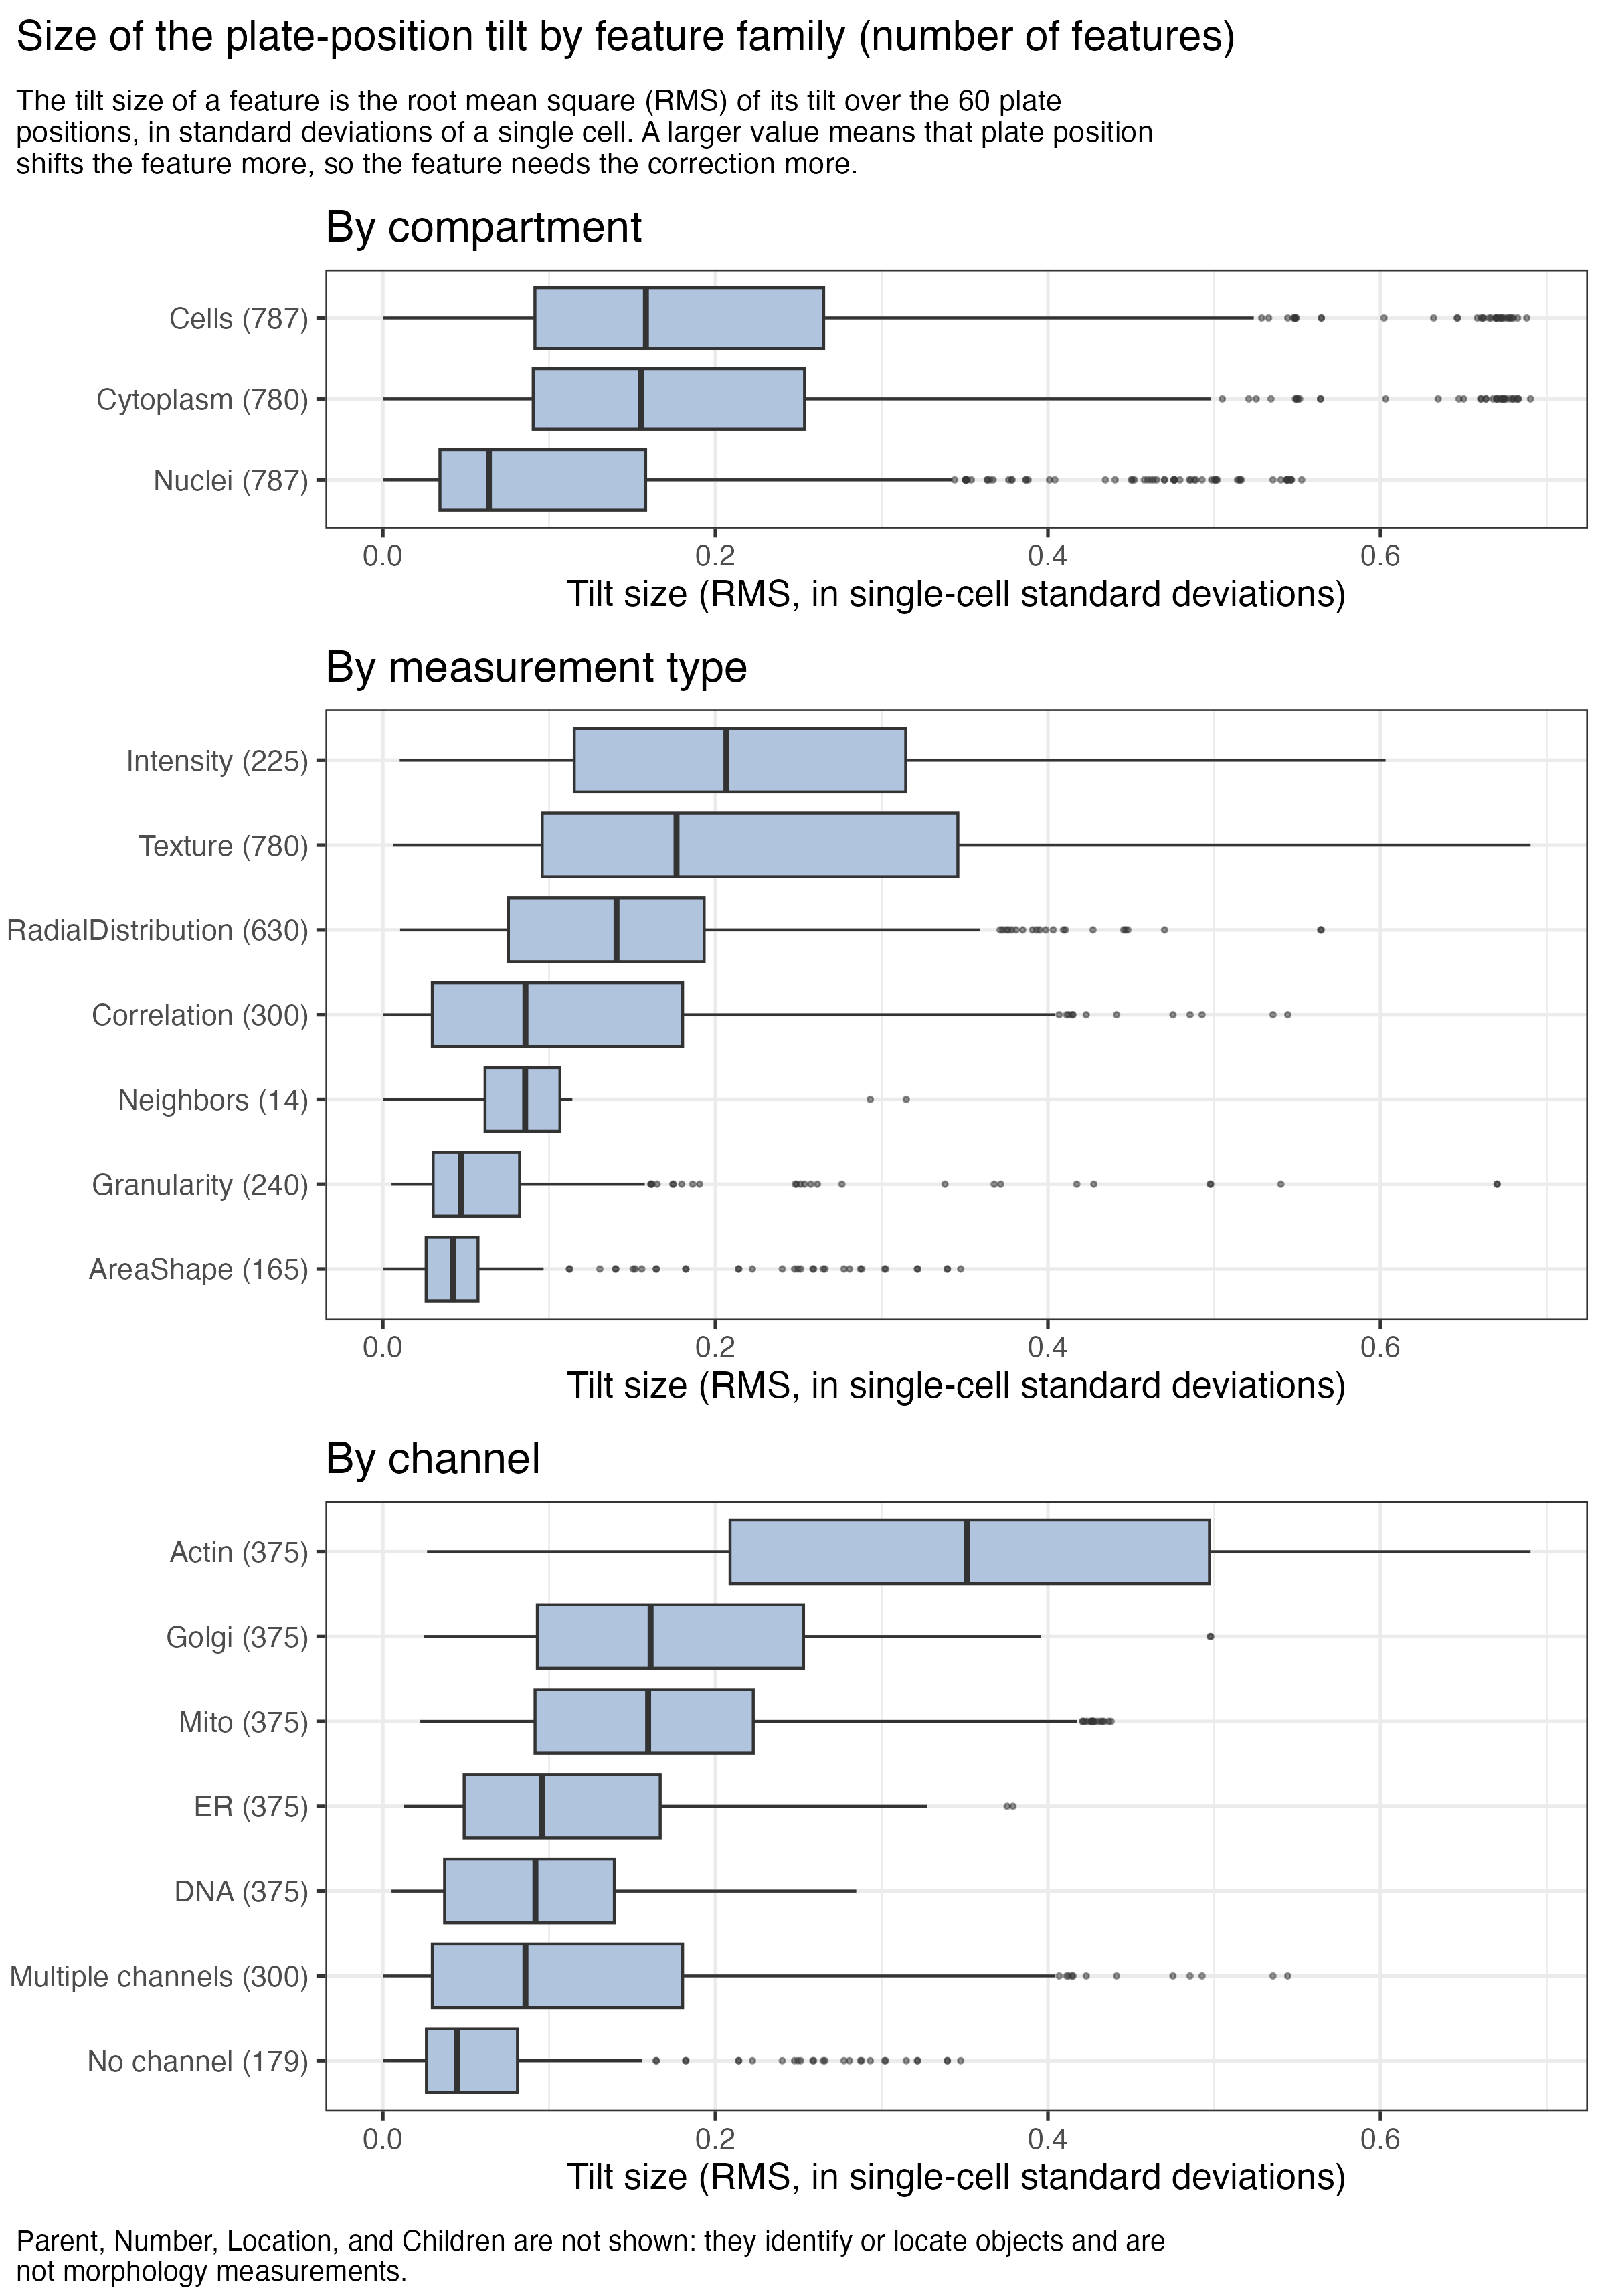 Size of the plate-position tilt by feature family (number of features)
The tilt size of a feature is the root mean square (RMS) of its tilt over the 60 plate
positions, in standard deviations of a single cell. A larger value means that plate position
shifts the feature more, so the feature needs the correction more.
By compartment
Cells (787)
Cytoplasm (780)
Nuclei (787)
0.0 0.2 0.4 0.6
Tilt size (RMS, in single-cell standard deviations)
By measurement type
Intensity (225)
Texture (780)
RadialDistribution (630)
Correlation (300)
Neighbors (14)
Granularity (240)
AreaShape (165)
0.0 0.2 0.4 0.6
Tilt size (RMS, in single-cell standard deviations)
By channel
Actin (375)
Golgi (375)
Mito (375)
ER (375)
DNA (375)
Multiple channels (300)
No channel (179)
0.0 0.2 0.4 0.6
Tilt size (RMS, in single-cell standard deviations)
Parent, Number, Location, and Children are not shown: they identify or locate objects and are
not morphology measurements.